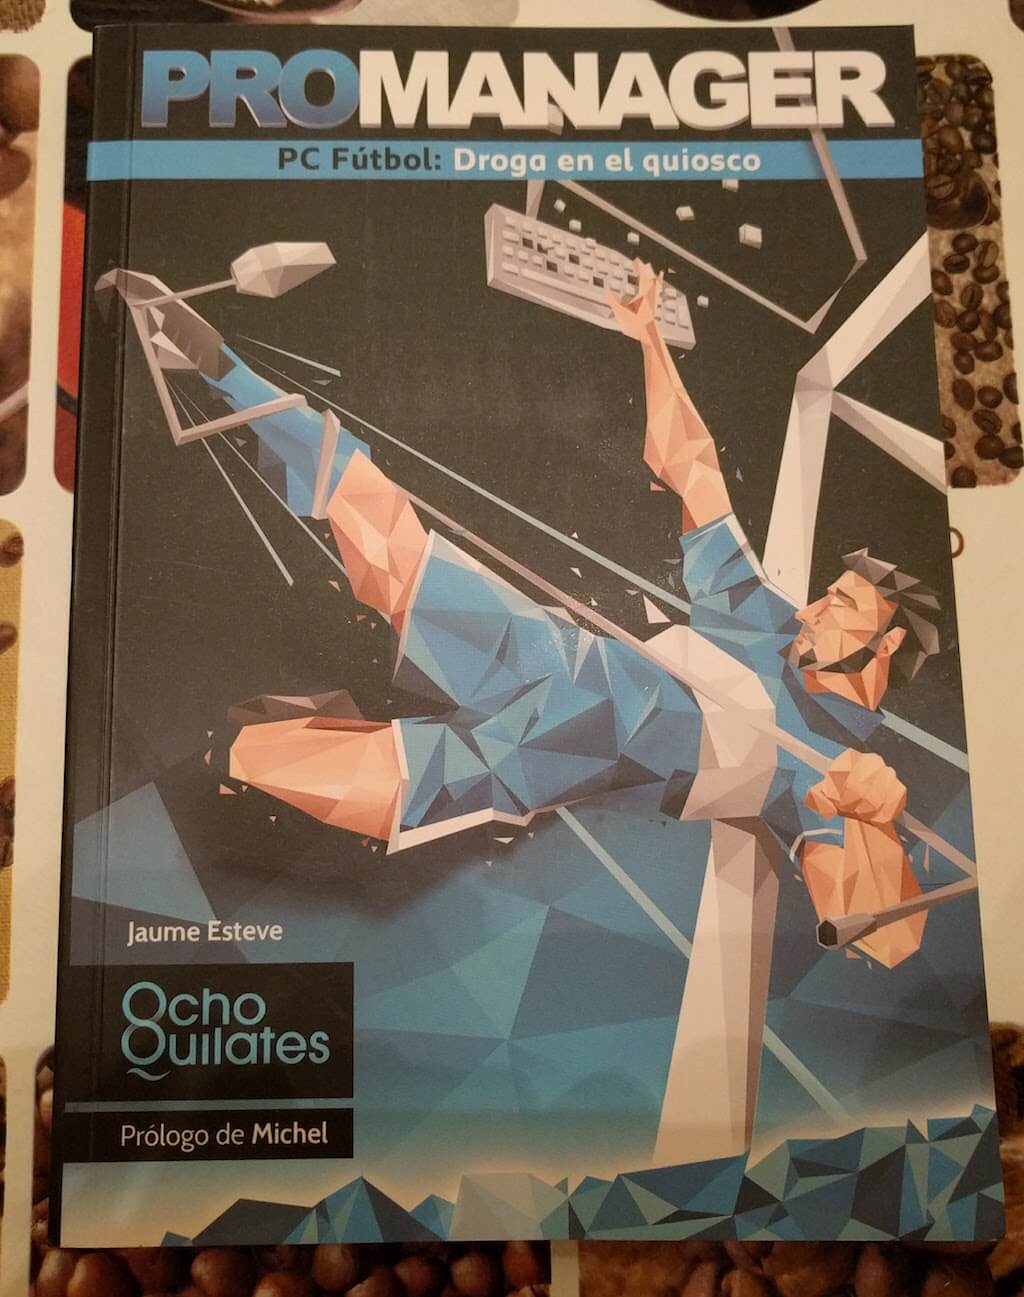 PROMANAGER
PC Fútbol: Droga en el quiosco
Jaume Esteve
Ocho
Quilates
Prólogo de Michel